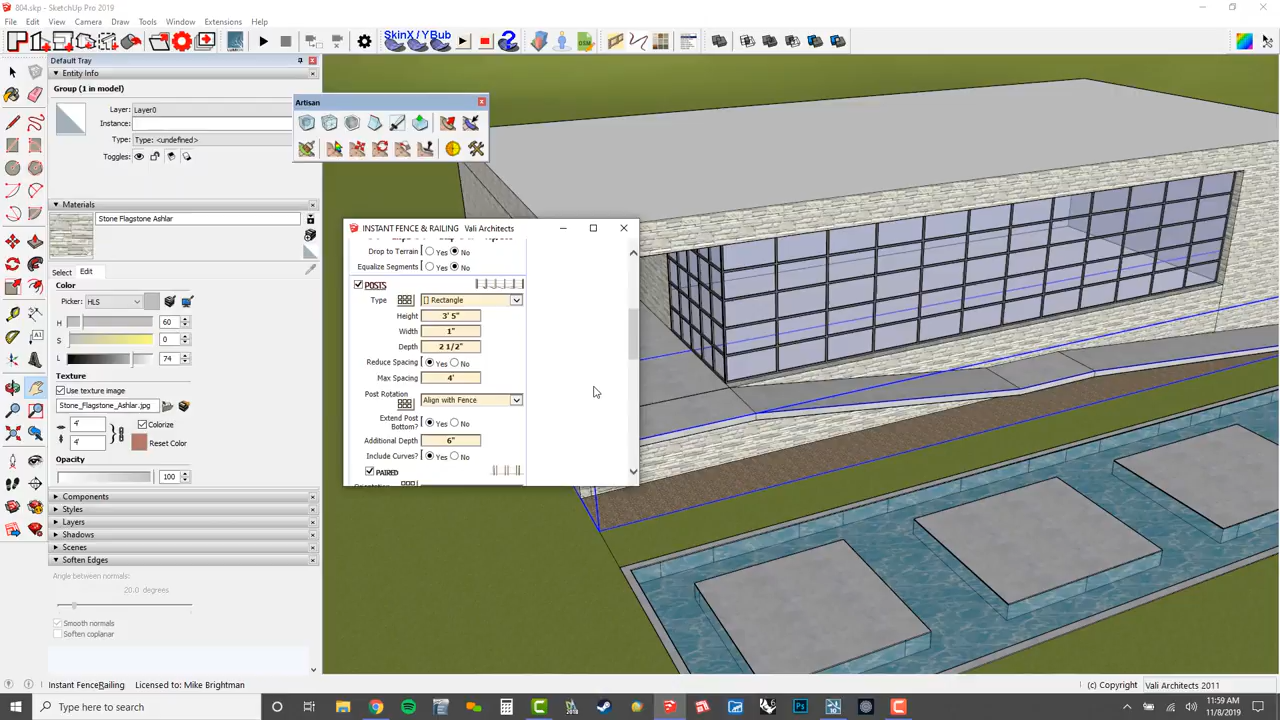 804.skp - SketchUp Pro 2019
File Edit View Camera Draw Tools Window Extensions Help
SkinX / YBub
Default Tray
Entity Info
Group (1 in model)
Layer: Layer0
Instance:
Type: Type: <undefined>
Toggles:
Materials
Stone Flagstone Ashlar
Select Edit
Color
Picker: HLS
H 60
S 0
L 74
Texture
Use texture image
Stone_Flagstone_Ashlar.jpg
4' Colorize
4' Reset Color
Opacity
100
Components
Styles
Layers
Shadows
Scenes
Soften Edges
Angle between normals:
20.0 degrees
Smooth normals
Soften coplanar
Artisan
INSTANT FENCE & RAILING Vali Architects
Drop to Terrain Yes No
Equalize Segments Yes No
POSTS
Type [] Rectangle
Height 3' 5"
Width 1"
Depth 2 1/2"
Reduce Spacing Yes No
Max Spacing 4'
Post Rotation Align with Fence
Extend Post Bottom? Yes No
Additional Depth 6"
Include Curves? Yes No
PAIRED
Instant FenceRailing Licensed to: Mike Brightman
(c) Copyright Vali Architects 2011
Type here to search
11:59 AM
11/8/2019